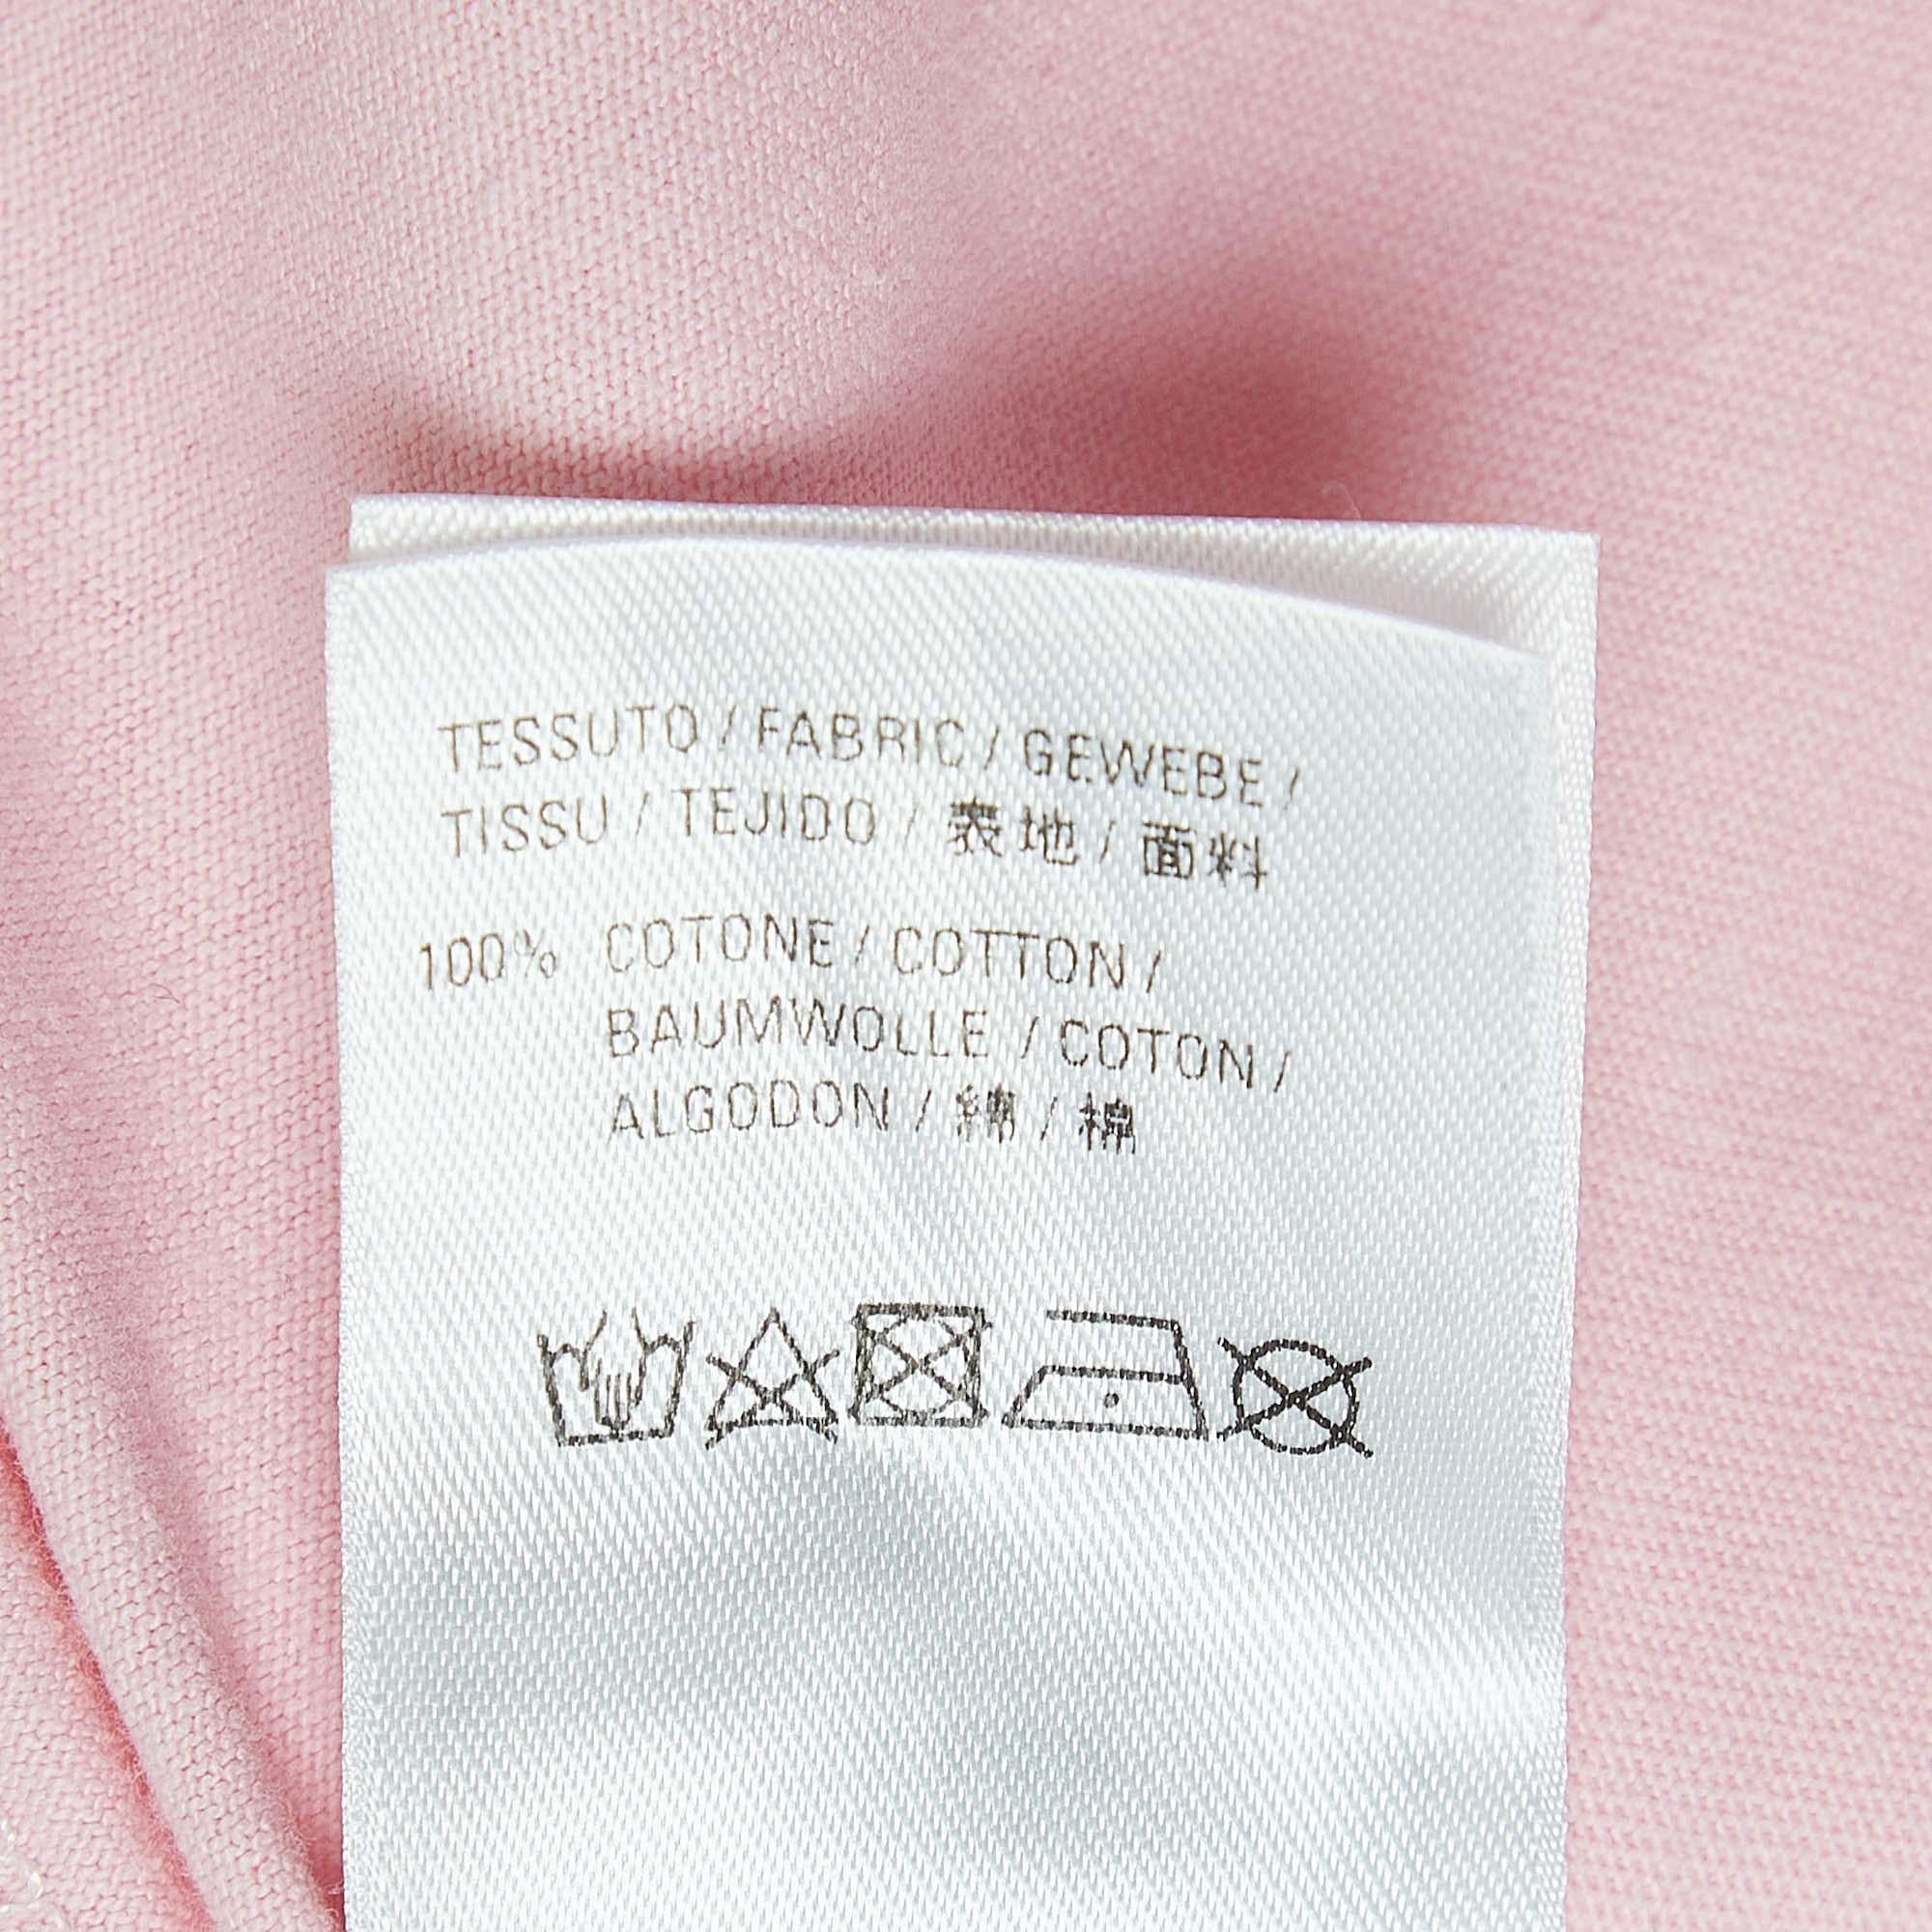 TESSUTO / FABRIC / GEWEBE /
TISSU / TEJIDO / 表地 / 面料
100% COTONE / COTTON /
BAUMWOLLE / COTON /
ALGODON / 綿 / 棉